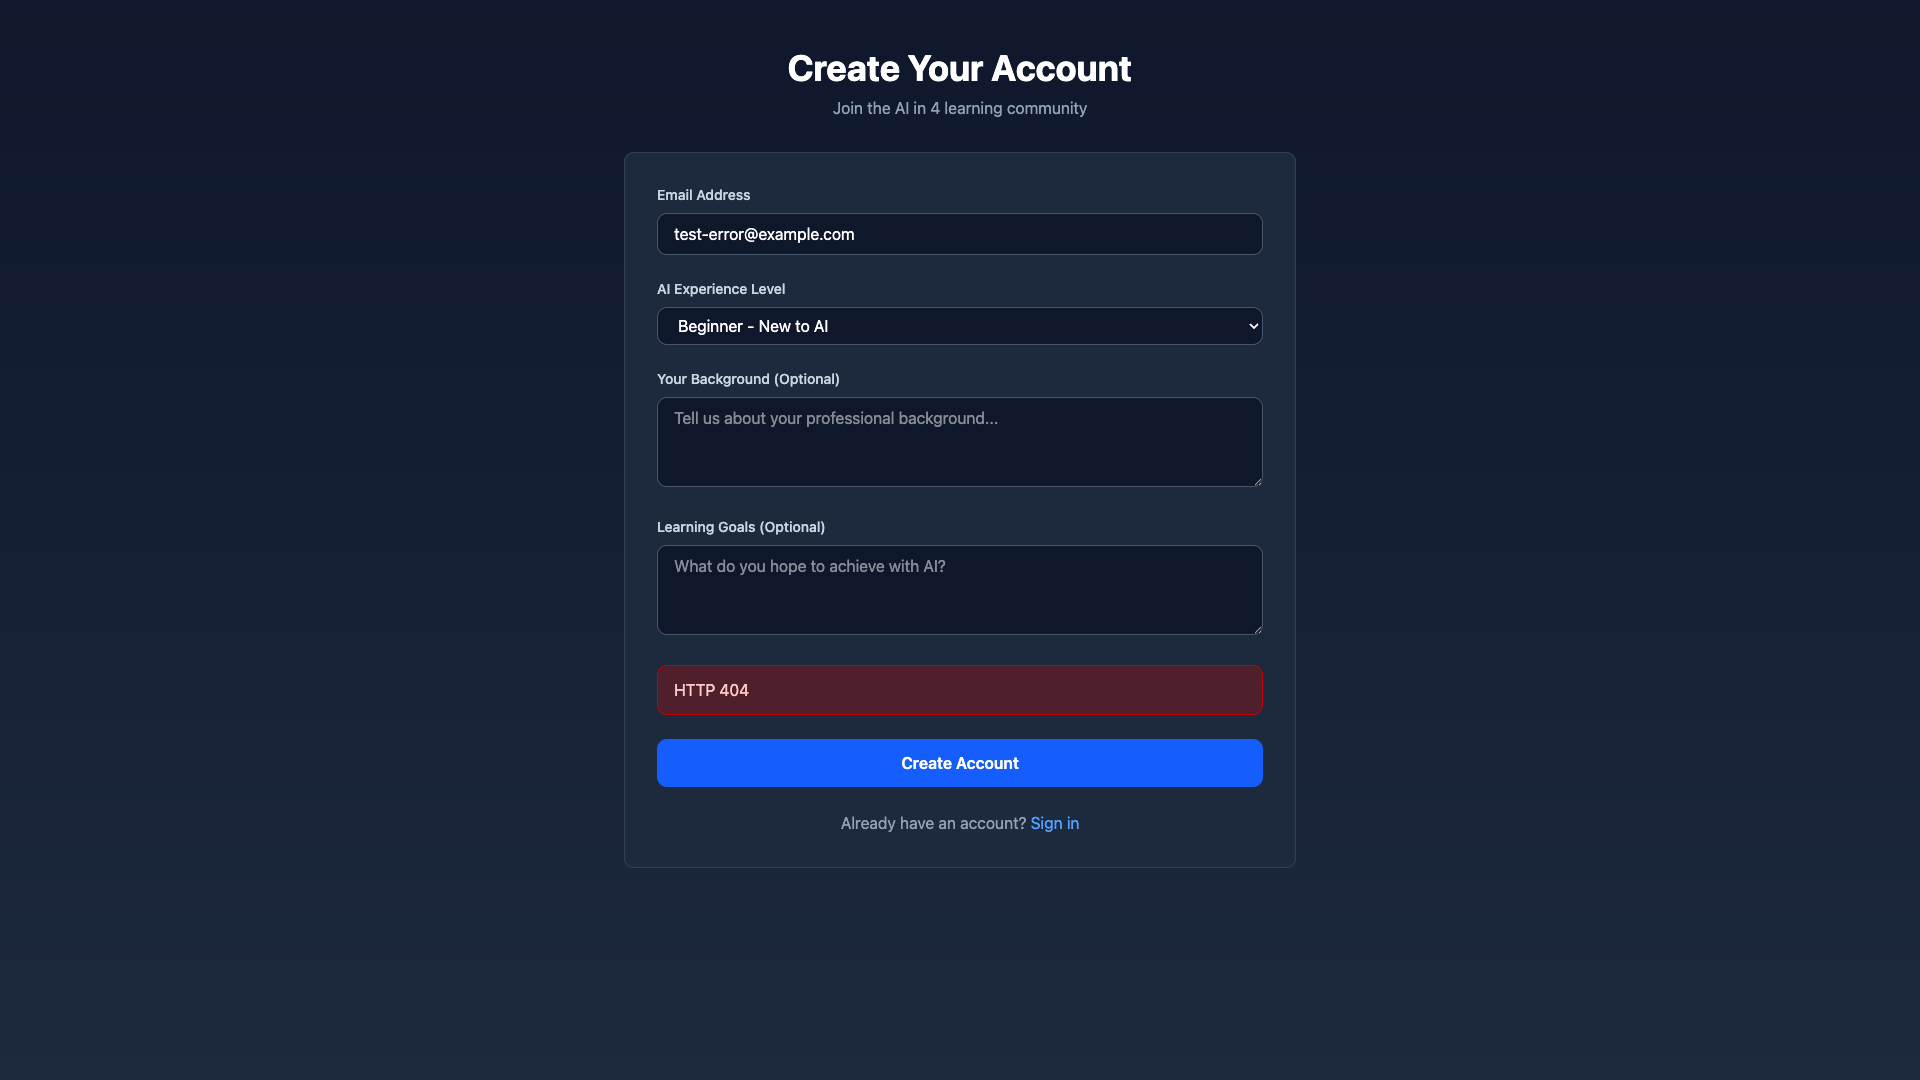 Create Your Account
Join the AI in 4 learning community
Email Address
test-error@example.com
AI Experience Level
Beginner - New to AI
Your Background (Optional)
Tell us about your professional background...
Learning Goals (Optional)
What do you hope to achieve with AI?
HTTP 404
Create Account
Already have an account? Sign in